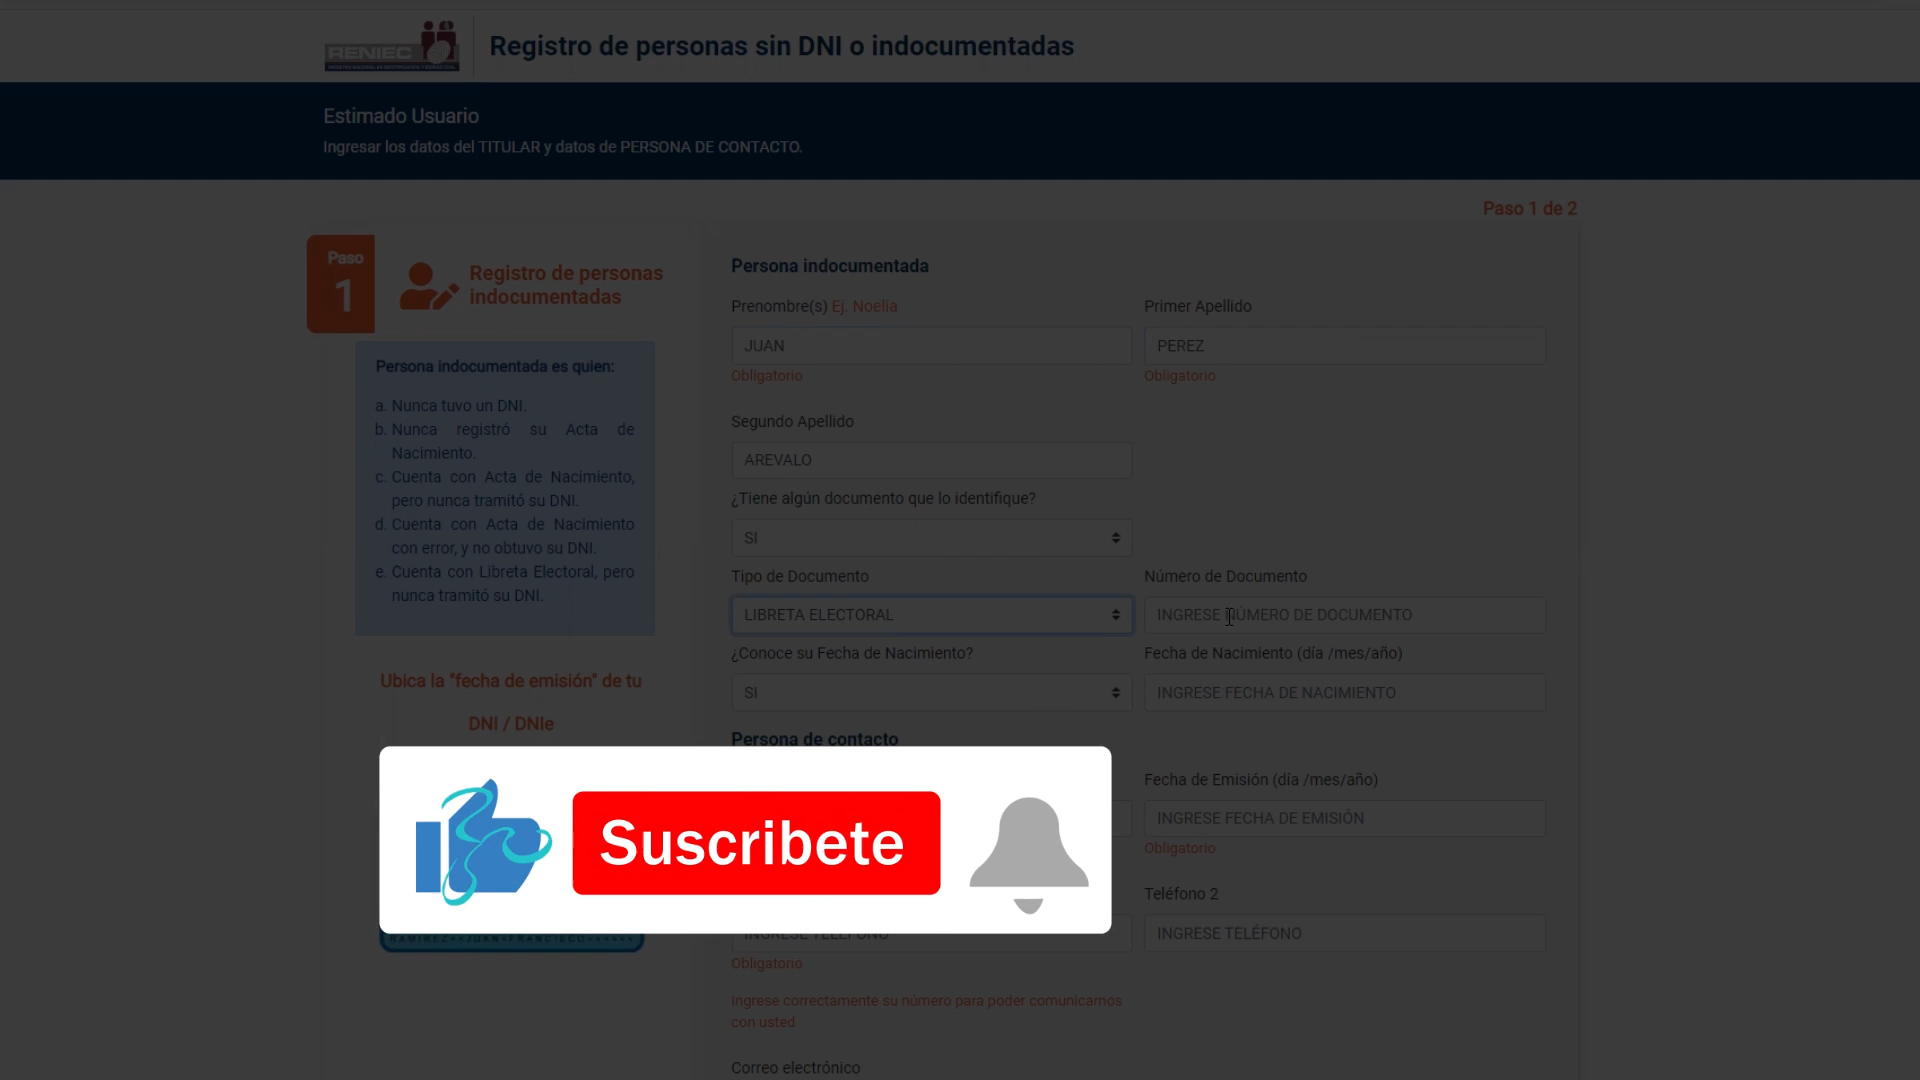 RENIEC
Registro de personas sin DNI o indocumentadas
Estimado Usuario
Ingresar los datos del TITULAR y datos de PERSONA DE CONTACTO.
Paso 1 de 2
Paso
1
Registro de personas
indocumentadas
Persona indocumentada es quien:
a. Nunca tuvo un DNI.
b. Nunca registró su Acta de
Nacimiento.
c. Cuenta con Acta de Nacimiento,
pero nunca tramitó su DNI.
d. Cuenta con Acta de Nacimiento
con error, y no obtuvo su DNI.
e. Cuenta con Libreta Electoral, pero
nunca tramitó su DNI.
Ubica la "fecha de emisión" de tu
DNI / DNIe
Persona indocumentada
Prenombre(s) Ej. Noelia
Primer Apellido
JUAN
PEREZ
Obligatorio
Obligatorio
Segundo Apellido
AREVALO
¿Tiene algún documento que lo identifique?
SI
Tipo de Documento
Número de Documento
LIBRETA ELECTORAL
INGRESE NÚMERO DE DOCUMENTO
¿Conoce su Fecha de Nacimiento?
Fecha de Nacimiento (día /mes/año)
SI
INGRESE FECHA DE NACIMIENTO
Persona de contacto
Fecha de Emisión (día /mes/año)
INGRESE FECHA DE EMISIÓN
Obligatorio
Suscribete
Teléfono 2
INGRESE TELÉFONO
INGRESE TELÉFONO
Obligatorio
Ingrese correctamente su número para poder comunicarnos
con usted
Correo electrónico